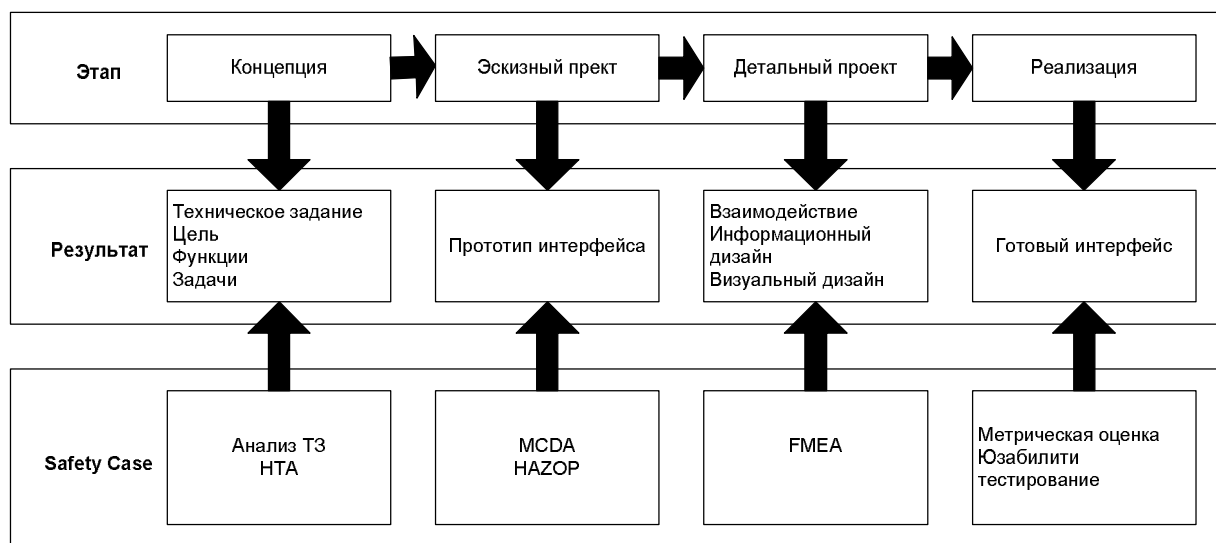 Этап
Концепция
Эскизный прект
Детальный проект
Реализация
Результат
Техническое задание
Цель
Функции
Задачи
Прототип интерфейса
Взаимодействие
Информационный
дизайн
Визуальный дизайн
Готовый интерфейс
Safety Case
Анализ ТЗ
HTA
MCDA
HAZOP
FMEA
Метрическая оценка
Юзабилити
тестирование